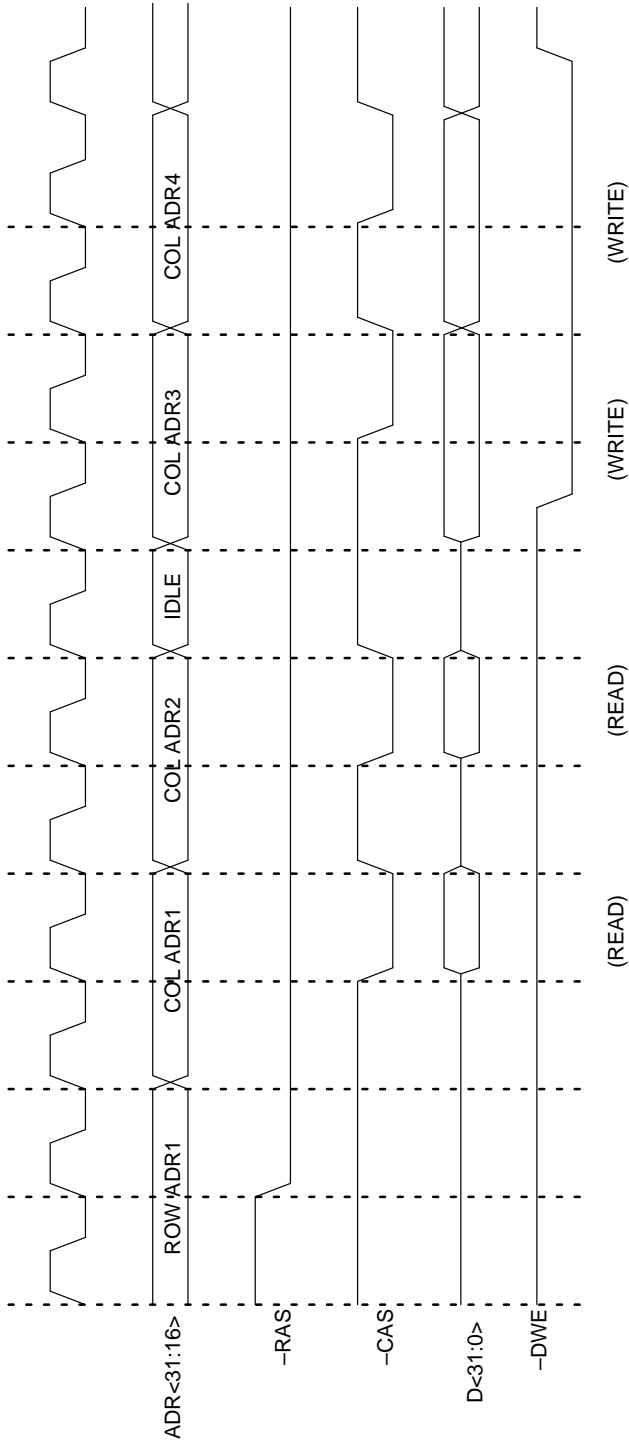 ADR<31:16>
ROW ADR1
COL ADR1
COL ADR2
IDLE
COL ADR3
COL ADR4
–RAS
–CAS
D<31:0>
–DWE
(READ)
(READ)
(WRITE)
(WRITE)